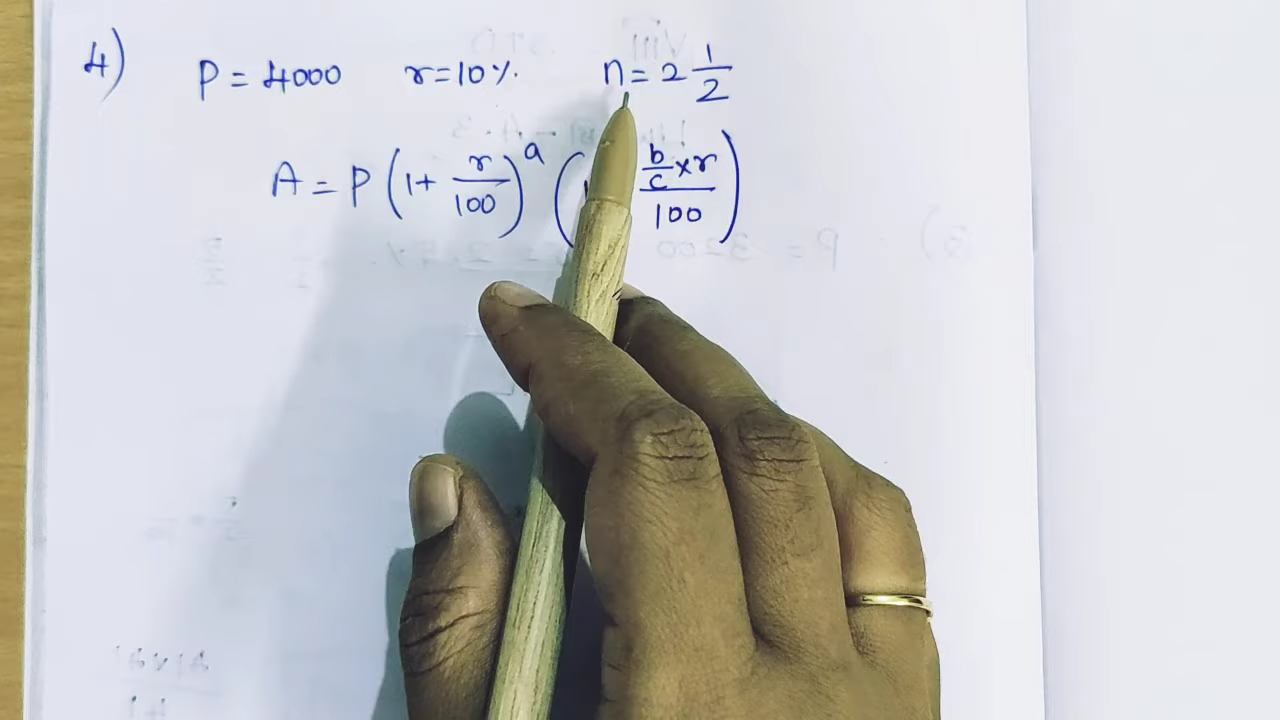 4) P = 4000 r = 10% n = 2 1/2
A = P (1 + r/100)^a ( b/c × r / 100 )